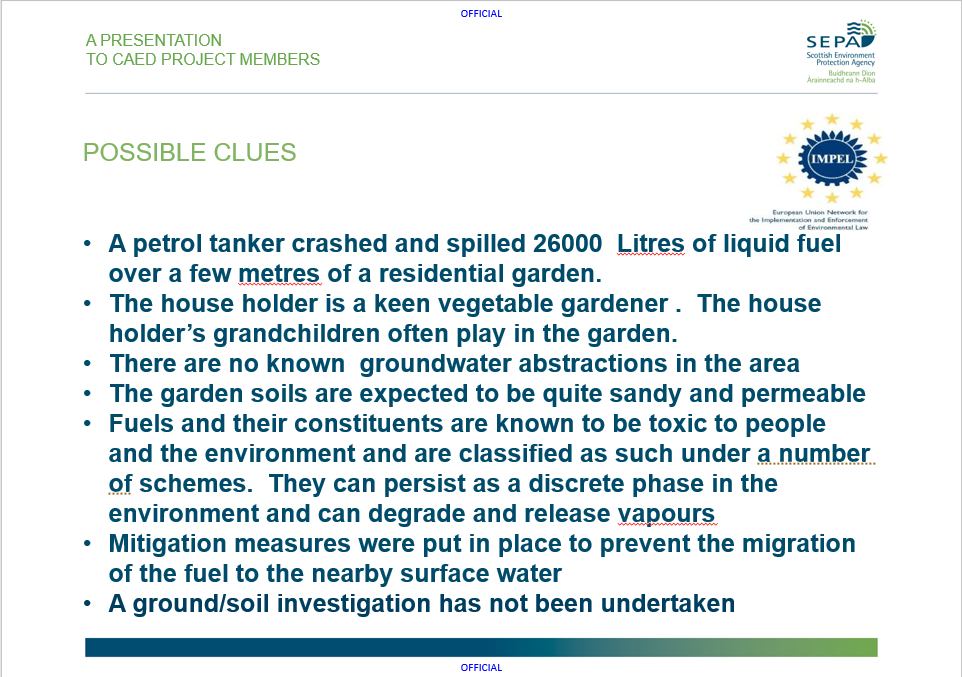 OFFICIAL
A PRESENTATION
TO CAED PROJECT MEMBERS
SEPA
Scottish Environment
Protection Agency
Buidheann Dìon
Àrainneachd na h-Alba
POSSIBLE CLUES
IMPEL
European Union Network for
the Implementation and Enforcement
of Environmental Law
• A petrol tanker crashed and spilled 26000  Litres of liquid fuel
over a few metres of a residential garden.
• The house holder is a keen vegetable gardener .  The house
holder’s grandchildren often play in the garden.
• There are no known  groundwater abstractions in the area
• The garden soils are expected to be quite sandy and permeable
• Fuels and their constituents are known to be toxic to people
and the environment and are classified as such under a number
of schemes.  They can persist as a discrete phase in the
environment and can degrade and release vapours
• Mitigation measures were put in place to prevent the migration
of the fuel to the nearby surface water
• A ground/soil investigation has not been undertaken
OFFICIAL